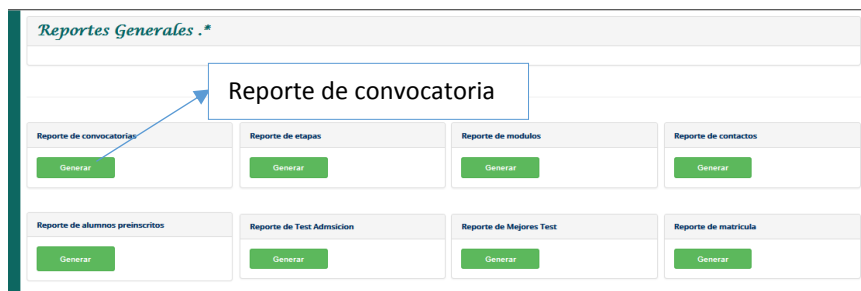 Reportes Generales .*
Reporte de convocatoria
Reporte de convocatorias
Reporte de etapas
Reporte de modulos
Reporte de contactos
Generar
Generar
Generar
Generar
Reporte de alumnos preinscritos
Reporte de Test Admsicion
Reporte de Mejores Test
Reporte de matricula
Generar
Generar
Generar
Generar